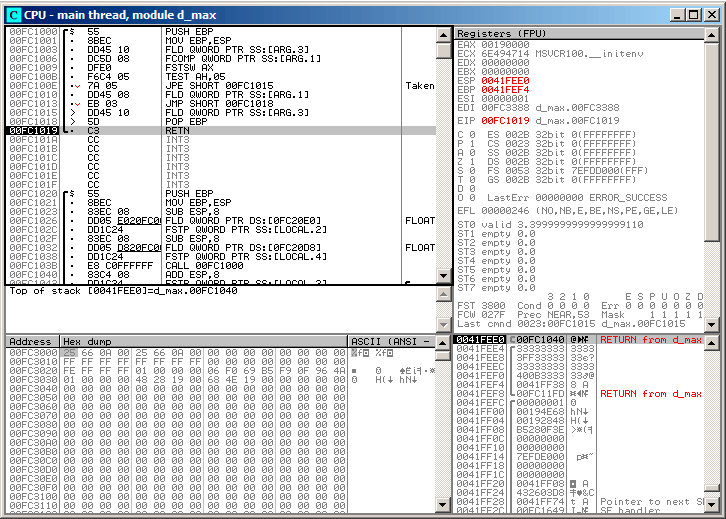 CPU - main thread, module d_max
00FC1000 55 PUSH EBP
00FC1001 8BEC MOV EBP,ESP
00FC1003 DD45 10 FLD QWORD PTR SS:[ARG.3]
00FC1006 DC5D 08 FCOMP QWORD PTR SS:[ARG.1]
00FC1009 DFE0 FSTSW AX
00FC100B F6C4 05 TEST AH,05
00FC100E 7A 05 JPE SHORT 00FC1015 Taken
00FC1010 DD45 08 FLD QWORD PTR SS:[ARG.1]
00FC1013 EB 03 JMP SHORT 00FC1018
00FC1015 > DD45 10 FLD QWORD PTR SS:[ARG.3]
00FC1018 > 5D POP EBP
00FC1019 C3 RETN
00FC101A CC INT3
00FC101B CC INT3
00FC101C CC INT3
00FC101D CC INT3
00FC101E CC INT3
00FC101F CC INT3
00FC1020 55 PUSH EBP
00FC1021 8BEC MOV EBP,ESP
00FC1023 83EC 08 SUB ESP,8
00FC1026 DD05 E020FC00 FLD QWORD PTR DS:[0FC20E0] FLOAT
00FC102C DD1C24 FSTP QWORD PTR SS:[LOCAL.2]
00FC102F 83EC 08 SUB ESP,8
00FC1032 DD05 D820FC00 FLD QWORD PTR DS:[0FC20D8] FLOAT
00FC1038 DD1C24 FSTP QWORD PTR SS:[LOCAL.4]
00FC103B E8 C0FFFFFF CALL 00FC1000
00FC1040 83C4 08 ADD ESP,8
Top of stack [0041FEE0]=d_max.00FC1040
Registers (FPU)
EAX 00190000
ECX 6E494714 MSVCR100.__initenv
EDX 00000000
EBX 00000000
ESP 0041FEE0
EBP 0041FEF4
ESI 00000001
EDI 00FC3388 d_max.00FC3388
EIP 00FC1019 d_max.00FC1019
C 0 ES 002B 32bit 0(FFFFFFFF)
P 1 CS 0023 32bit 0(FFFFFFFF)
A 0 SS 002B 32bit 0(FFFFFFFF)
Z 1 DS 002B 32bit 0(FFFFFFFF)
S 0 FS 0053 32bit 7EFDD000(FFF)
T 0 GS 002B 32bit 0(FFFFFFFF)
D 0
O 0 LastErr 00000000 ERROR_SUCCESS
EFL 00000246 (NO,NB,E,BE,NS,PE,GE,LE)
ST0 valid 3.3999999999999999110
ST1 empty 0.0
ST2 empty 0.0
ST3 empty 0.0
ST4 empty 0.0
ST5 empty 0.0
ST6 empty 0.0
ST7 empty 0.0
3 2 1 0 E S P U O Z D
FST 3800 Cond 0 0 0 0 Err 0 0 0 0 0 0
FCW 027F Prec NEAR,53 Mask 1 1 1 1 1
Last cmnd 0023:00FC1015 d_max.00FC1015
Address Hex dump ASCII (ANSI -
00FC3000 25 66 0A 00 25 66 0A 00 00 00 00 00 00 00 00 00
00FC3010 FF FF FF FF FF FF FF FF 00 00 00 00 00 00 00 00
00FC3020 FE FF FF FF 01 00 00 00 06 F0 69 B5 F9 0F 96 4A
00FC3030 01 00 00 00 48 28 19 00 68 4E 19 00 00 00 00 00
00FC3040 00 00 00 00 00 00 00 00 00 00 00 00 00 00 00 00
00FC3050 00 00 00 00 00 00 00 00 00 00 00 00 00 00 00 00
00FC3060 00 00 00 00 00 00 00 00 00 00 00 00 00 00 00 00
00FC3070 00 00 00 00 00 00 00 00 00 00 00 00 00 00 00 00
00FC3080 00 00 00 00 00 00 00 00 00 00 00 00 00 00 00 00
00FC3090 00 00 00 00 00 00 00 00 00 00 00 00 00 00 00 00
00FC30A0 00 00 00 00 00 00 00 00 00 00 00 00 00 00 00 00
00FC30B0 00 00 00 00 00 00 00 00 00 00 00 00 00 00 00 00
00FC30C0 00 00 00 00 00 00 00 00 00 00 00 00 00 00 00 00
00FC30D0 00 00 00 00 00 00 00 00 00 00 00 00 00 00 00 00
00FC30E0 00 00 00 00 00 00 00 00 00 00 00 00 00 00 00 00
00FC30F0 00 00 00 00 00 00 00 00 00 00 00 00 00 00 00 00
00FC3100 00 00 00 00 00 00 00 00 00 00 00 00 00 00 00 00
00FC3110 00 00 00 00 00 00 00 00 00 00 00 00 00 00 00 00
0041FEE0 00FC1040 RETURN from d_max
0041FEE4 33333333 3333
0041FEE8 3FF33333
0041FEEC 33333333 3333
0041FEF0 400B3333
0041FEF4 0041FF38 8 A
0041FEF8 00FC11FD RETURN from d_max
0041FEFC 00000001
0041FF00 00194E68
0041FF04 00192848
0041FF08 B5280F3E
0041FF0C 00000000
0041FF10 00000000
0041FF14 7EFDE000
0041FF18 00000000
0041FF1C 00000000
0041FF20 0041FF08
0041FF24 432603D8
0041FF28 0041FF74 t A Pointer to next S
0041FF2C 00FC1649 SE handler